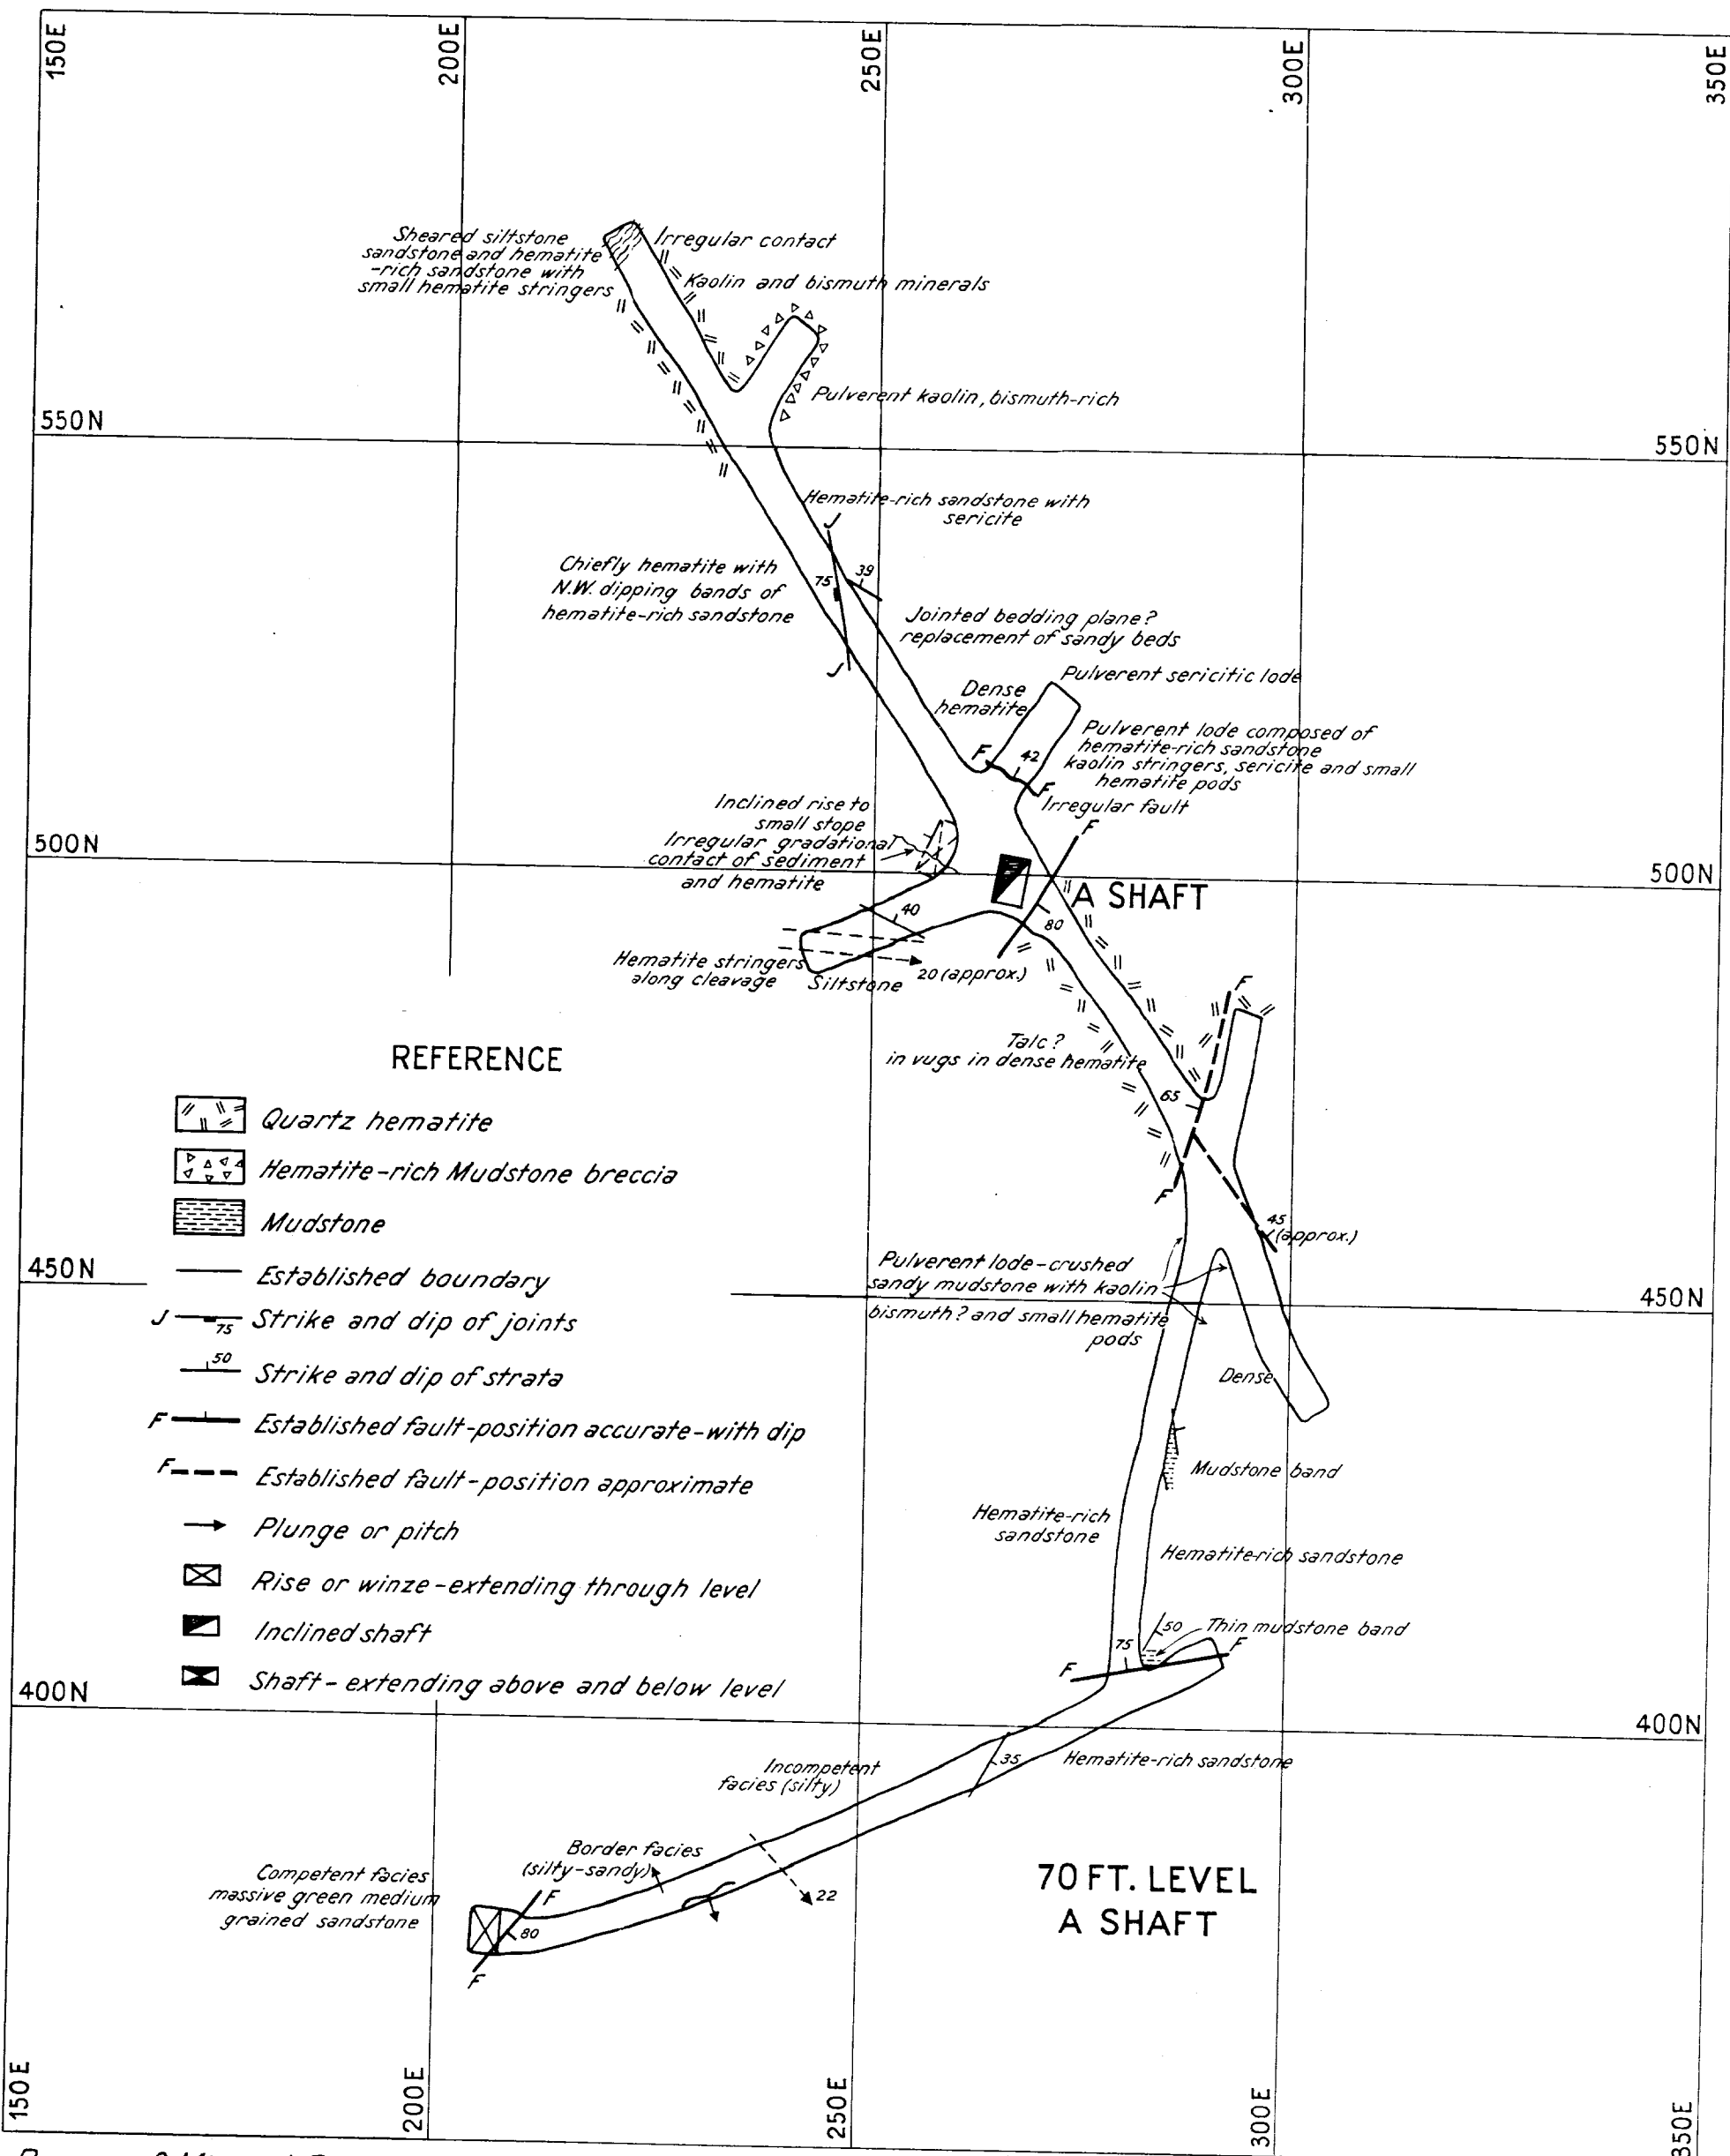 150E
200E
250E
300E
350E
Sheared siltstone
sandstone and hematite
-rich sandstone with
small hematite stringers
Irregular contact
Kaolin and bismuth minerals
Pulverent kaolin, bismuth-rich
550N
550N
Hematite-rich sandstone with
sericite
J
Chiefly hematite with
N.W. dipping bands of
hematite-rich sandstone
75
39
J
Jointed bedding plane?
replacement of sandy beds
Pulverent sericitic lode
Dense
hematite
F
42
F
Pulverent lode composed of
hematite-rich sandstone
kaolin stringers, sericite and small
hematite pods
Irregular fault
Inclined rise to
small stope
Irregular gradational
contact of sediment
and hematite
F
500N
500N
A SHAFT
40
80
Hematite stringers
along cleavage
Siltstone
20 (approx.)
F
Talc?
in vugs in dense hematite
65
F
45
(approx.)
REFERENCE
Quartz hematite
Hematite-rich Mudstone breccia
Mudstone
Established boundary
J 75 Strike and dip of joints
50 Strike and dip of strata
F Established fault-position accurate-with dip
F Established fault-position approximate
Plunge or pitch
Rise or winze-extending through level
Inclined shaft
Shaft-extending above and below level
450N
450N
Pulverent lode-crushed
sandy mudstone with kaolin
bismuth? and small hematite
pods
Dense
Mudstone band
Hematite-rich
sandstone
Hematite-rich sandstone
50
Thin mudstone band
75
F
F
400N
400N
35
Hematite-rich sandstone
Incompetent
facies (silty)
Border facies
(silty-sandy)
22
Competent facies
massive green medium
grained sandstone
F
80
F
70 FT. LEVEL
A SHAFT
150E
200E
250E
300E
350E